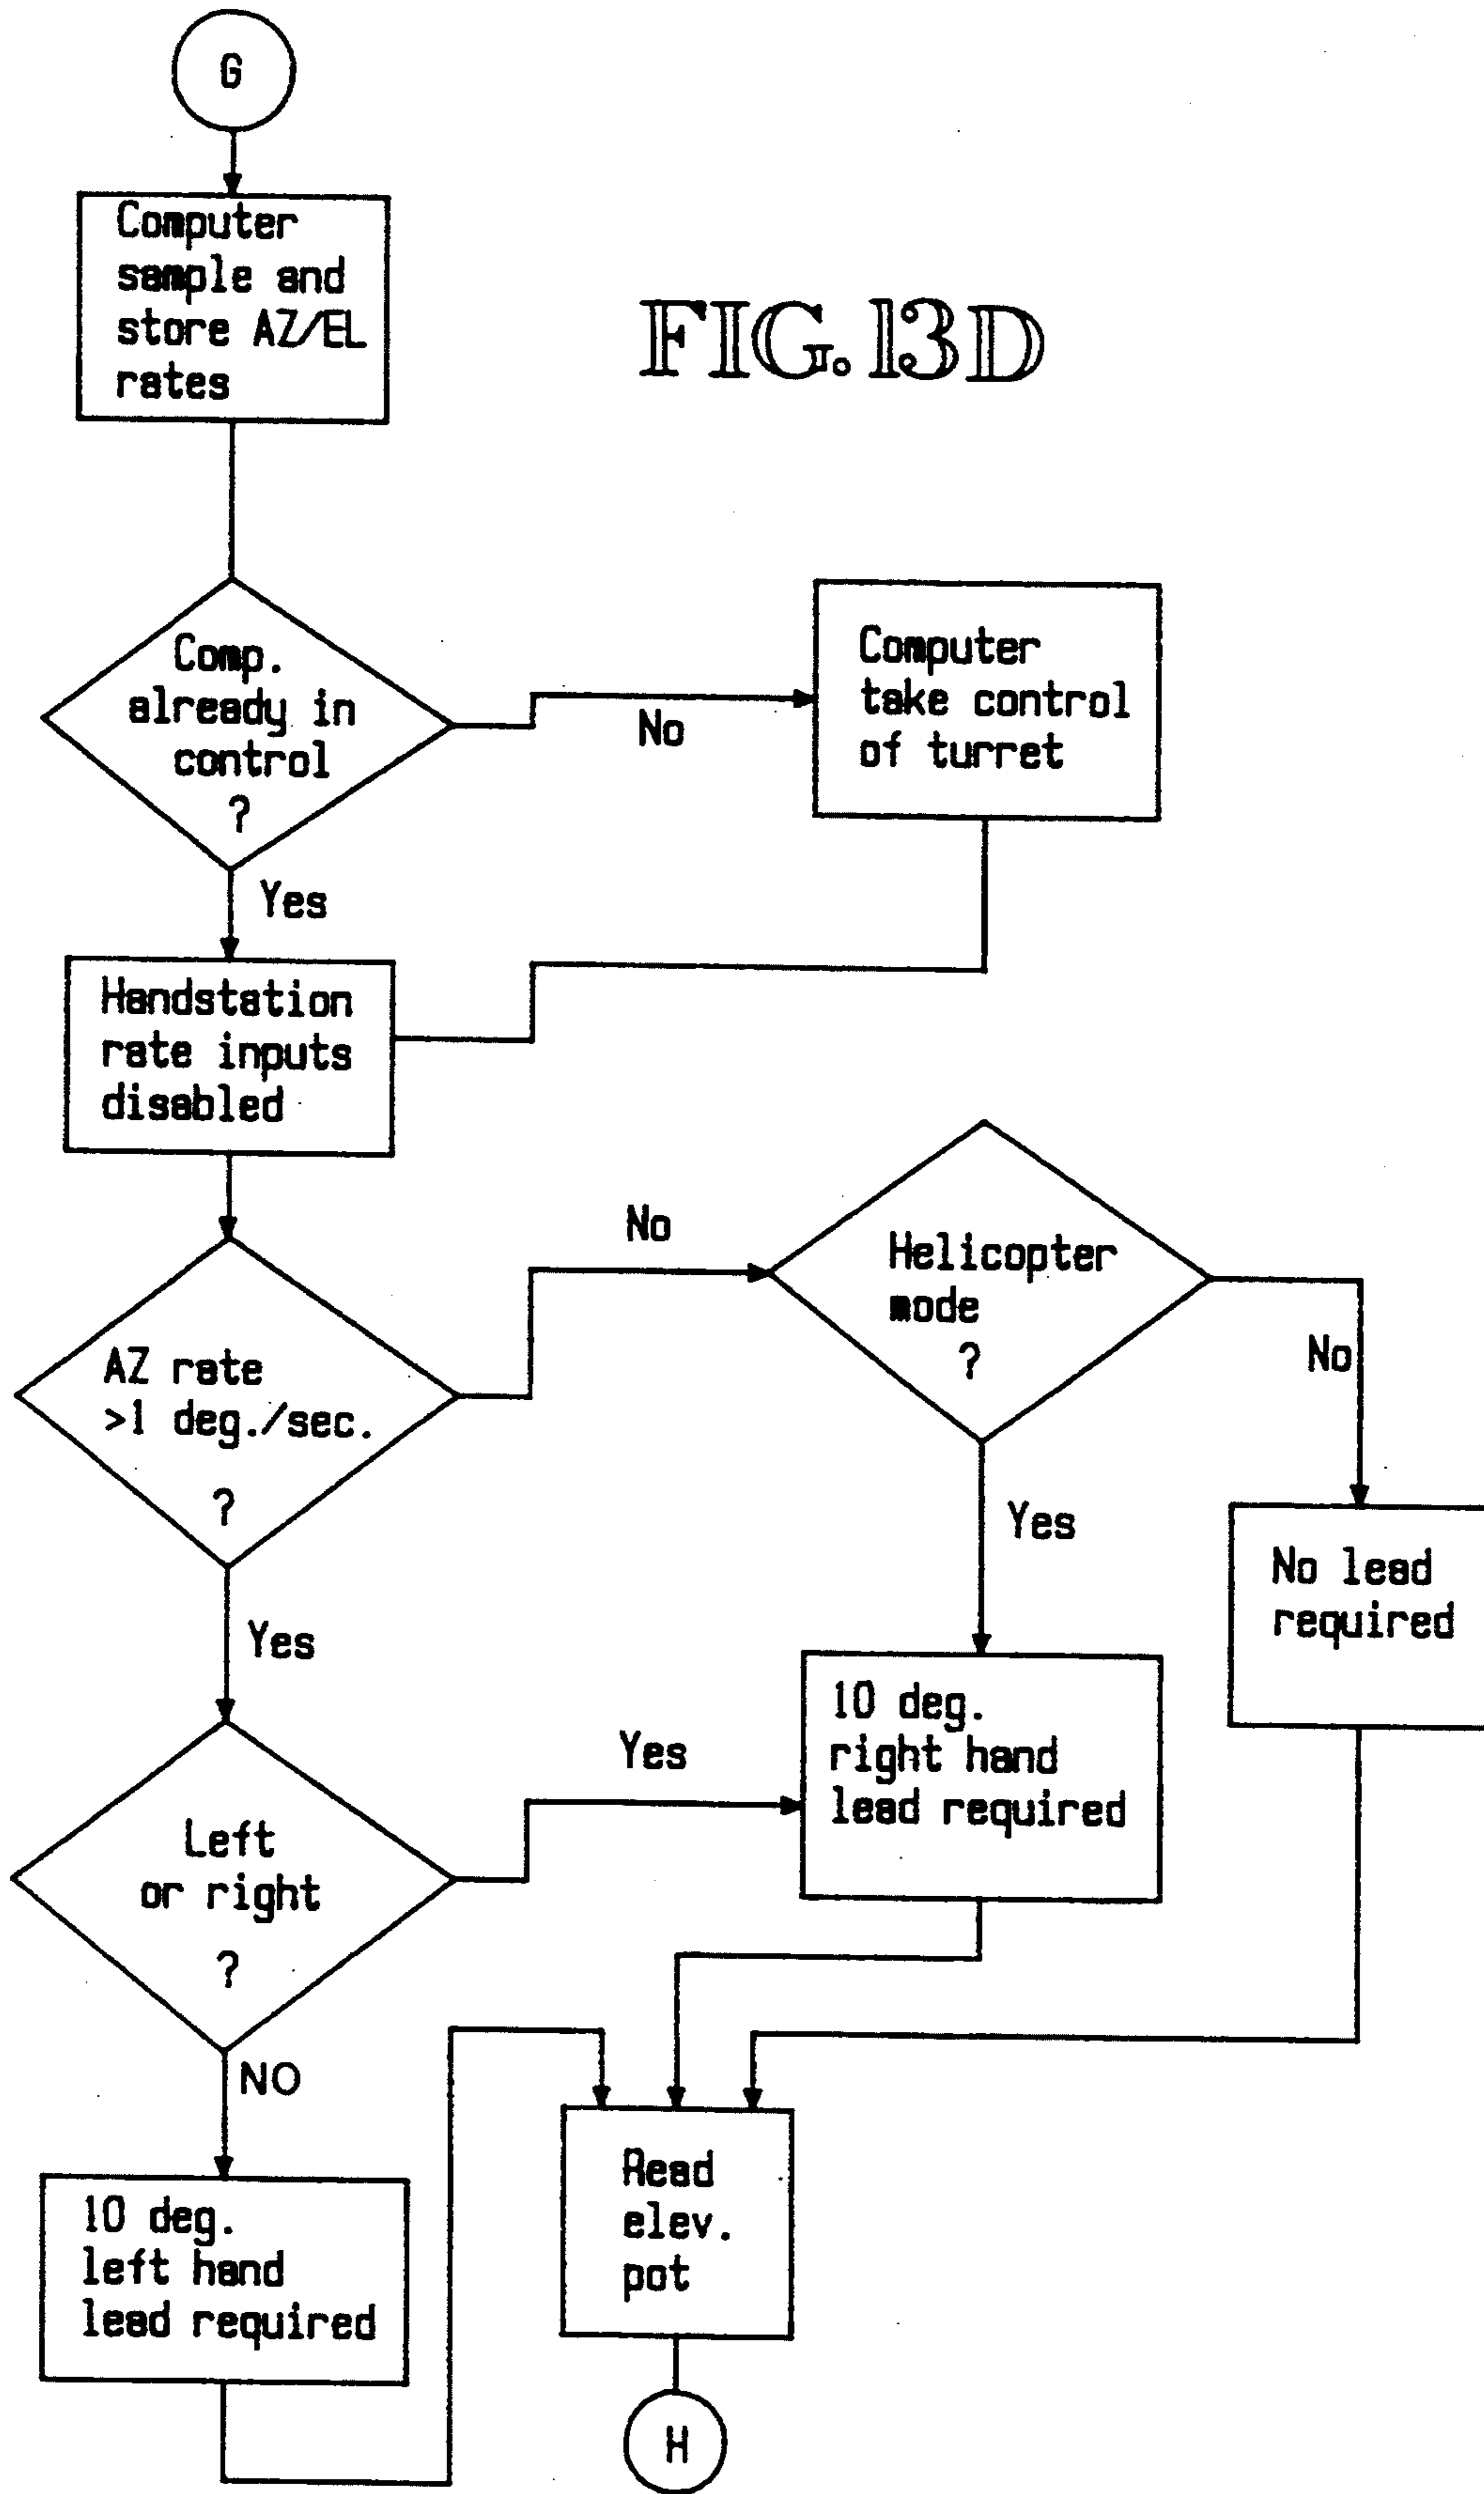 G
Computer
sample and
store AZ/EL
rates
FIG. 13D
Comp.
already in
control
?
No
Computer
take control
of turret
Yes
Handstation
rate inputs
disabled
AZ rate
>1 deg./sec.
?
No
Helicopter
mode
?
No
Yes
No lead
required
Yes
Left
or right
?
Yes
10 deg.
right hand
lead required
NO
10 deg.
left hand
lead required
Read
elev.
pot
H